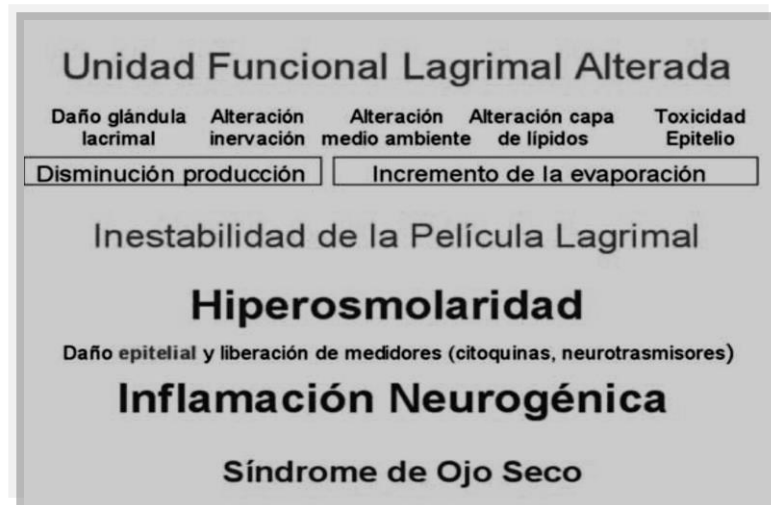 Unidad Funcional Lagrimal Alterada
Daño glándula lacrimal
Alteración inervación
Alteración medio ambiente
Alteración capa de lípidos
Toxicidad Epitelio
Disminución producción
Incremento de la evaporación
Inestabilidad de la Película Lagrimal
Hiperosmolaridad
Daño epitelial y liberación de medidores (citoquinas, neurotrasmisores)
Inflamación Neurogénica
Síndrome de Ojo Seco